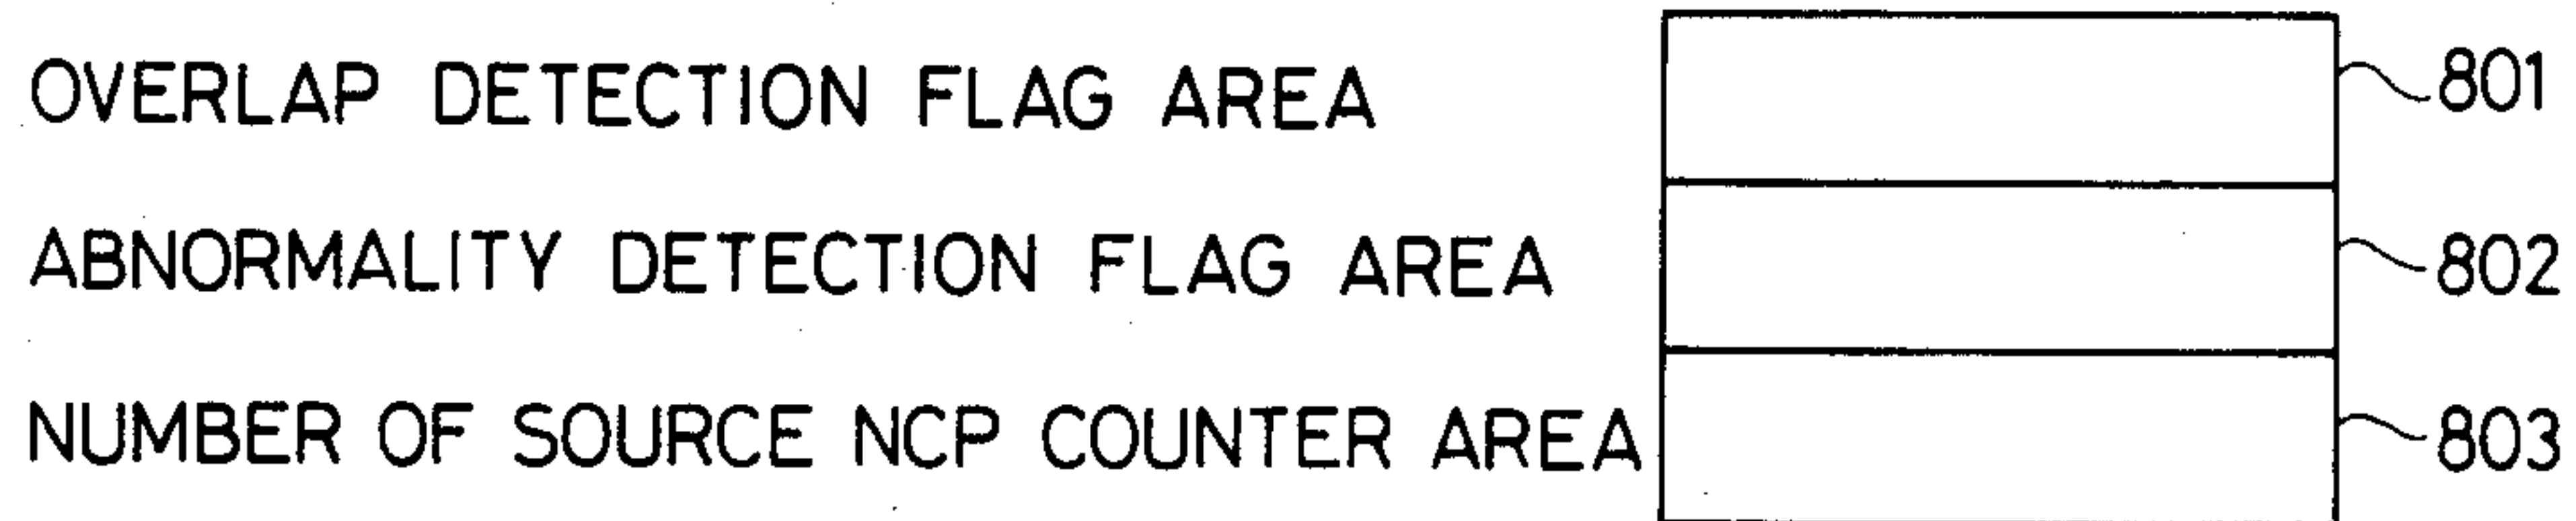 OVERLAP DETECTION FLAG AREA 801
ABNORMALITY DETECTION FLAG AREA 802
NUMBER OF SOURCE NCP COUNTER AREA 803